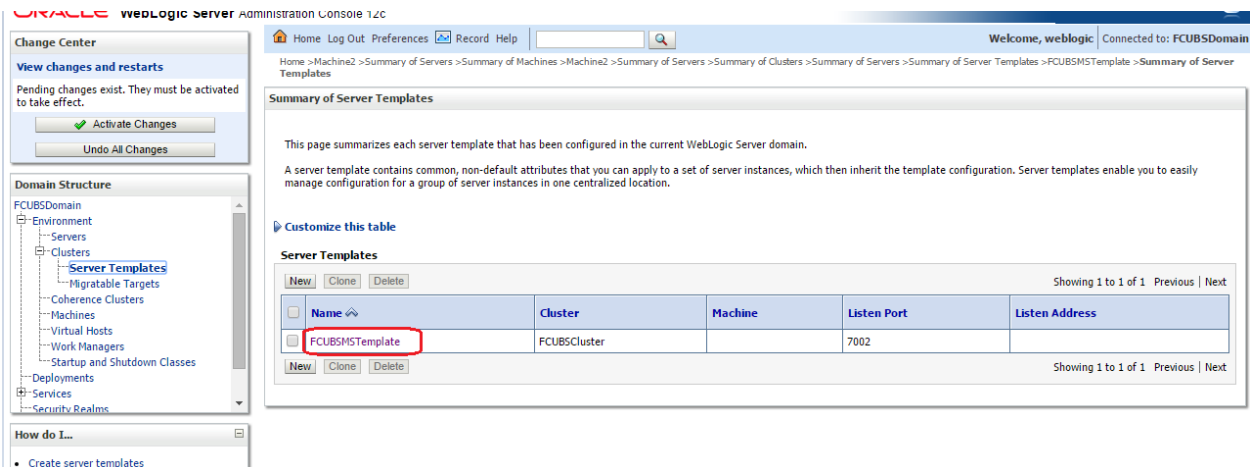 ORACLE WebLogic Server Administration Console 12c
Change Center
View changes and restarts
Pending changes exist. They must be activated
to take effect.
Activate Changes
Undo All Changes
Domain Structure
FCUBSDomain
Environment
Servers
Clusters
Server Templates
Migratable Targets
Coherence Clusters
Machines
Virtual Hosts
Work Managers
Startup and Shutdown Classes
Deployments
Services
Security Realms
How do I...
Create server templates
Home Log Out Preferences Record Help
Welcome, weblogic Connected to: FCUBSDomain
Home >Machine2 >Summary of Servers >Summary of Machines >Machine2 >Summary of Servers >Summary of Clusters >Summary of Servers >Summary of Server Templates >FCUBSMSTemplate >Summary of Server
Templates
Summary of Server Templates
This page summarizes each server template that has been configured in the current WebLogic Server domain.
A server template contains common, non-default attributes that you can apply to a set of server instances, which then inherit the template configuration. Server templates enable you to easily
manage configuration for a group of server instances in one centralized location.
Customize this table
Server Templates
New Clone Delete Showing 1 to 1 of 1 Previous | Next
Name Cluster Machine Listen Port Listen Address
FCUBSMSTemplate FCUBSCluster 7002
New Clone Delete Showing 1 to 1 of 1 Previous | Next